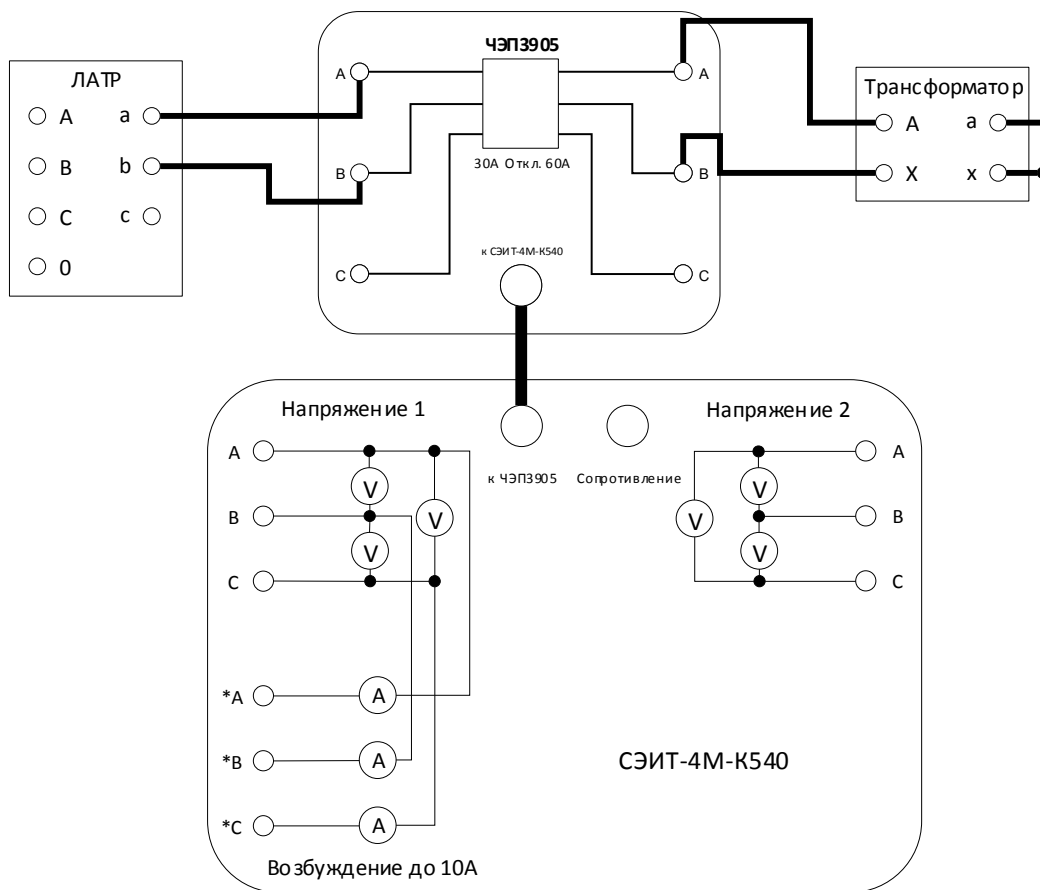 ЧЭП3905
ЛАТР
A
B
C
0
a
b
c
A
B
C
A
B
C
30А Откл. 60А
к СЭИТ-4М-К540
Трансформатор
A
X
a
x
Напряжение 1
Напряжение 2
к ЧЭП3905
Сопротивление
A
B
C
V
V
V
V
V
V
A
B
C
*A
*B
*C
A
A
A
СЭИТ-4М-К540
Возбуждение до 10А